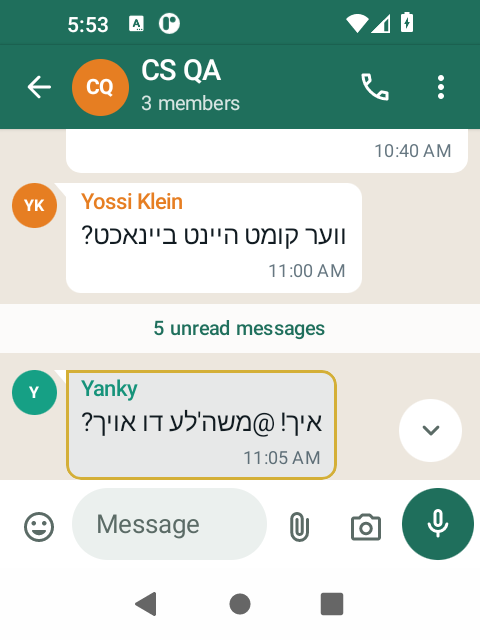 5:53
A
CQ
CS QA
3 members
10:40 AM
YK
Yossi Klein
ווער קומט היינט ביינאכט?
11:00 AM
5 unread messages
Y
Yanky
איך! @משה'לע דו אויך?
11:05 AM
Message